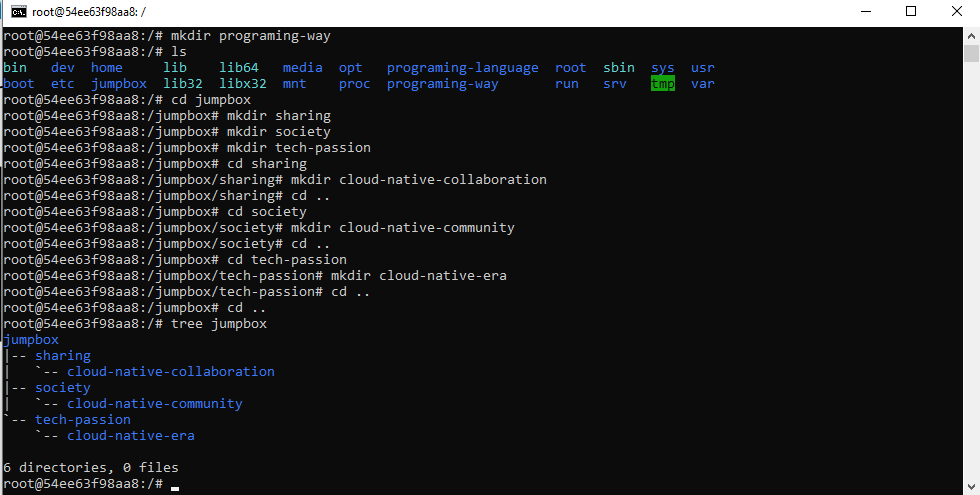 root@54ee63f98aa8: /
root@54ee63f98aa8:/# mkdir programing-way
root@54ee63f98aa8:/# ls
bin   dev  home     lib    lib64   media  opt   programing-language  root  sbin  sys  usr
boot  etc  jumpbox  lib32  libx32  mnt    proc  programing-way       run   srv   tmp  var
root@54ee63f98aa8:/# cd jumpbox
root@54ee63f98aa8:/jumpbox# mkdir sharing
root@54ee63f98aa8:/jumpbox# mkdir society
root@54ee63f98aa8:/jumpbox# mkdir tech-passion
root@54ee63f98aa8:/jumpbox# cd sharing
root@54ee63f98aa8:/jumpbox/sharing# mkdir cloud-native-collaboration
root@54ee63f98aa8:/jumpbox/sharing# cd ..
root@54ee63f98aa8:/jumpbox# cd society
root@54ee63f98aa8:/jumpbox/society# mkdir cloud-native-community
root@54ee63f98aa8:/jumpbox/society# cd ..
root@54ee63f98aa8:/jumpbox# cd tech-passion
root@54ee63f98aa8:/jumpbox/tech-passion# mkdir cloud-native-era
root@54ee63f98aa8:/jumpbox/tech-passion# cd ..
root@54ee63f98aa8:/jumpbox# cd ..
root@54ee63f98aa8:/# tree jumpbox
jumpbox
|-- sharing
|   `-- cloud-native-collaboration
|-- society
|   `-- cloud-native-community
`-- tech-passion
    `-- cloud-native-era

6 directories, 0 files
root@54ee63f98aa8:/#